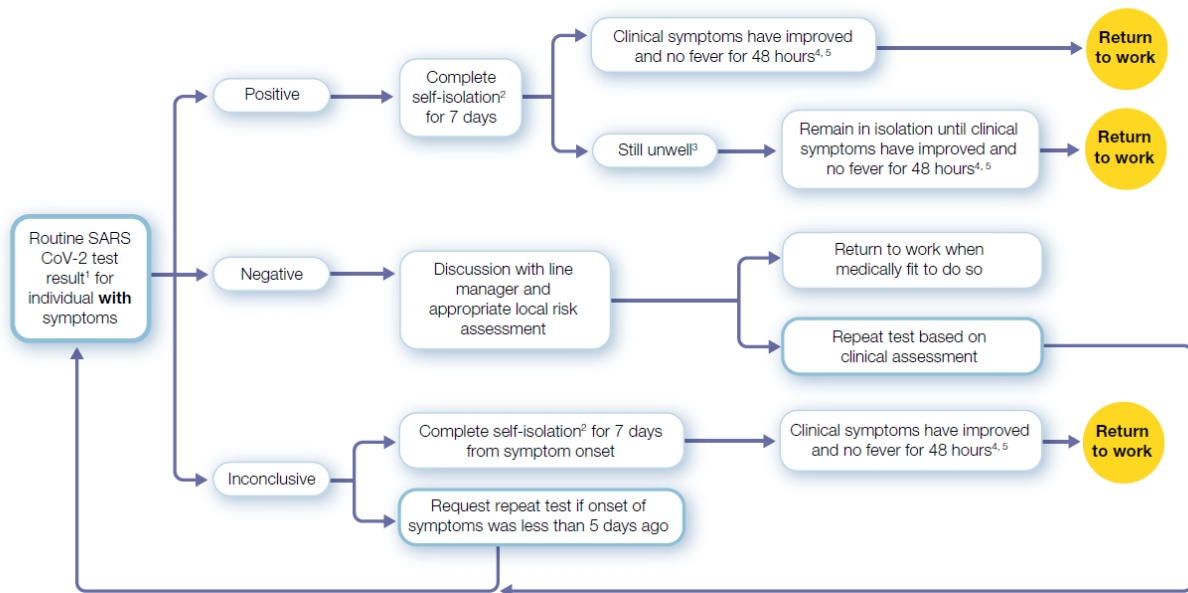 Routine SARS
CoV-2 test
result¹ for
individual with
symptoms
Positive
Complete
self-isolation²
for 7 days
Clinical symptoms have improved
and no fever for 48 hours⁴, ⁵
Return
to work
Still unwell³
Remain in isolation until clinical
symptoms have improved and
no fever for 48 hours⁴, ⁵
Return
to work
Negative
Discussion with line
manager and
appropriate local risk
assessment
Return to work when
medically fit to do so
Repeat test based on
clinical assessment
Inconclusive
Complete self-isolation² for 7 days
from symptom onset
Clinical symptoms have improved
and no fever for 48 hours⁴, ⁵
Return
to work
Request repeat test if onset of
symptoms was less than 5 days ago